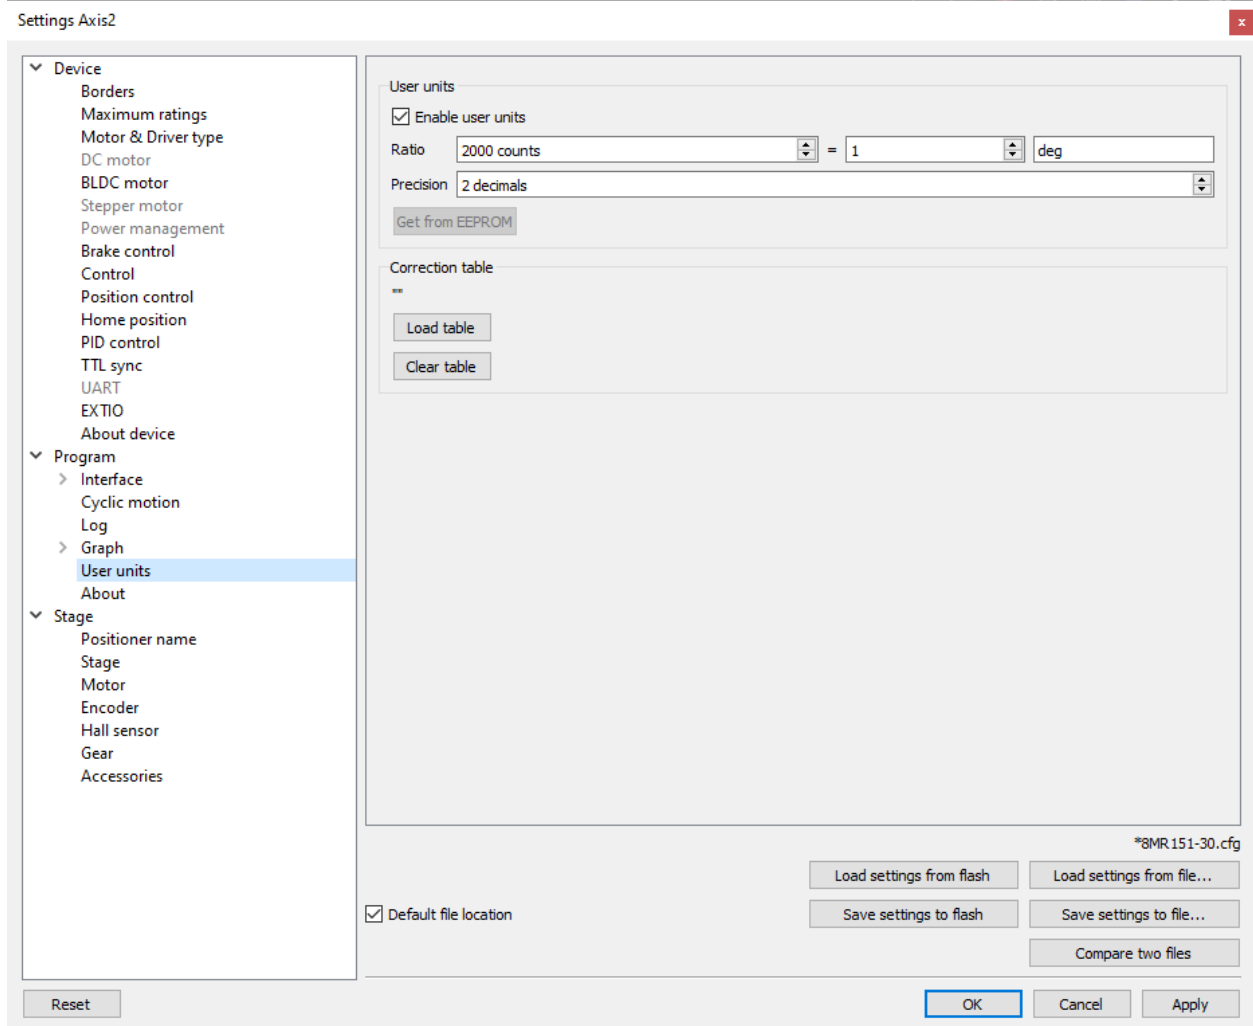 Settings Axis2
x
Device
Borders
Maximum ratings
Motor & Driver type
DC motor
BLDC motor
Stepper motor
Power management
Brake control
Control
Position control
Home position
PID control
TTL sync
UART
EXTIO
About device
Program
Interface
Cyclic motion
Log
Graph
User units
About
Stage
Positioner name
Stage
Motor
Encoder
Hall sensor
Gear
Accessories
User units
Enable user units
Ratio 2000 counts = 1 deg
Precision 2 decimals
Get from EEPROM
Correction table
""
Load table
Clear table
*8MR151-30.cfg
Load settings from flash Load settings from file...
Default file location Save settings to flash Save settings to file...
Compare two files
Reset OK Cancel Apply